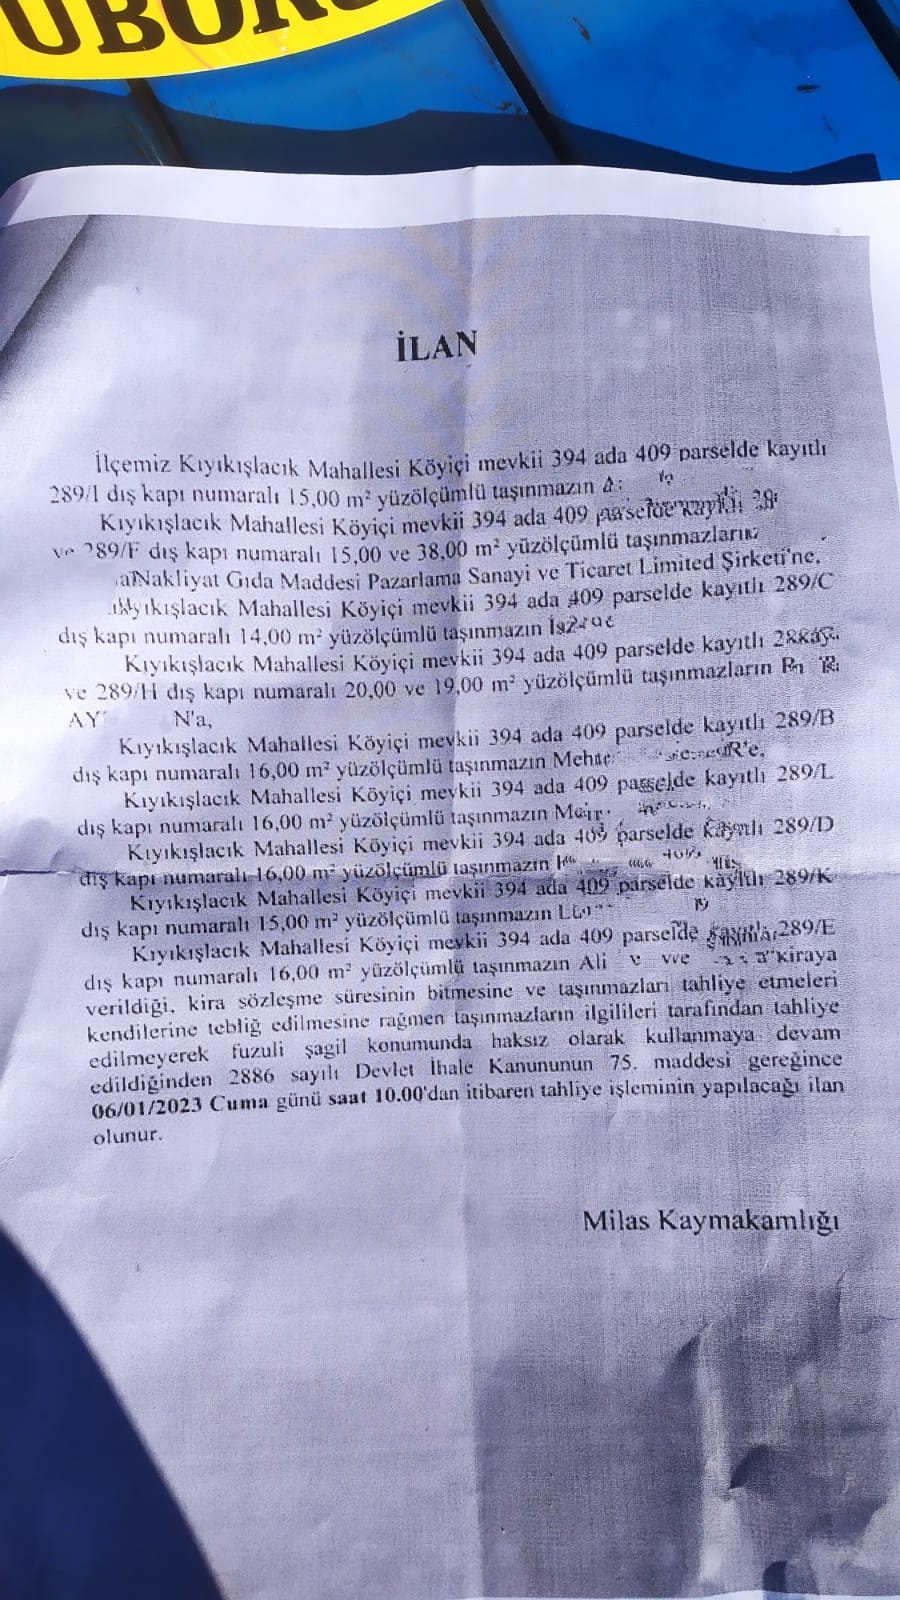 İLAN
İlçemiz Kıyıkışlacık Mahallesi Köyiçi mevkii 394 ada 409 parselde kayıtlı
289/I dış kapı numaralı 15,00 m² yüzölçümlü taşınmazın
Kıyıkışlacık Mahallesi Köyiçi mevkii 394 ada 409 parselde kayıtlı
ve 289/F dış kapı numaralı 15,00 ve 38,00 m² yüzölçümlü taşınmazların
Nakliyat Gıda Maddesi Pazarlama Sanayi ve Ticaret Limited Şirketi'ne,
Kıyıkışlacık Mahallesi Köyiçi mevkii 394 ada 409 parselde kayıtlı 289/C
dış kapı numaralı 14,00 m² yüzölçümlü taşınmazın
Kıyıkışlacık Mahallesi Köyiçi mevkii 394 ada 409 parselde kayıtlı
ve 289/H dış kapı numaralı 20,00 ve 19,00 m² yüzölçümlü taşınmazların
AY N'a,
Kıyıkışlacık Mahallesi Köyiçi mevkii 394 ada 409 parselde kayıtlı 289/B
dış kapı numaralı 16,00 m² yüzölçümlü taşınmazın
Kıyıkışlacık Mahallesi Köyiçi mevkii 394 ada 409 parselde kayıtlı 289/L
dış kapı numaralı 16,00 m² yüzölçümlü taşınmazın
Kıyıkışlacık Mahallesi Köyiçi mevkii 394 ada 409 parselde kayıtlı 289/D
dış kapı numaralı 16,00 m² yüzölçümlü taşınmazın
Kıyıkışlacık Mahallesi Köyiçi mevkii 394 ada 409 parselde kayıtlı 289/K
dış kapı numaralı 15,00 m² yüzölçümlü taşınmazın
Kıyıkışlacık Mahallesi Köyiçi mevkii 394 ada 409 parselde kayıtlı 289/E
dış kapı numaralı 16,00 m² yüzölçümlü taşınmazın Ali kiraya
verildiği, kira sözleşme süresinin bitmesine ve taşınmazları tahliye etmeleri
kendilerine tebliğ edilmesine rağmen taşınmazların ilgilileri tarafından tahliye
edilmeyerek fuzuli şagil konumunda haksız olarak kullanmaya devam
edildiğinden 2886 sayılı Devlet İhale Kanununun 75. maddesi gereğince
06/01/2023 Cuma günü saat 10.00'dan itibaren tahliye işleminin yapılacağı ilan
olunur.
Milas Kaymakamlığı